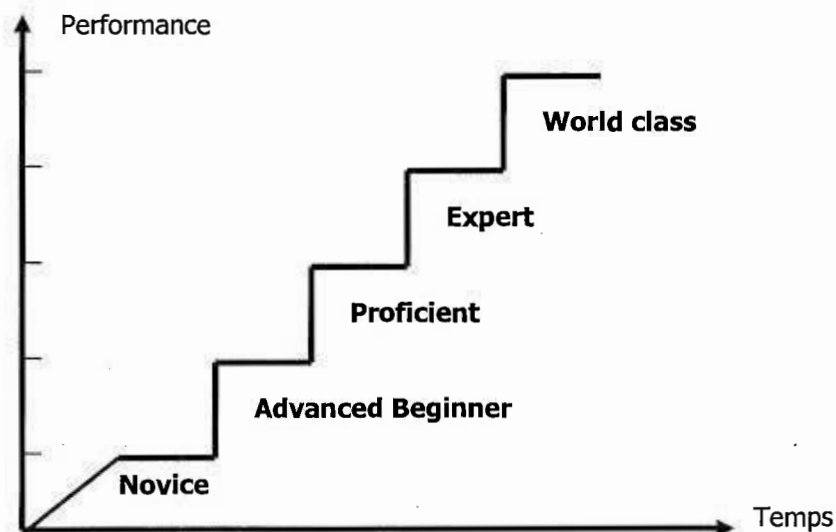 Performance
World class
Expert
Proficient
Advanced Beginner
Novice
Temps